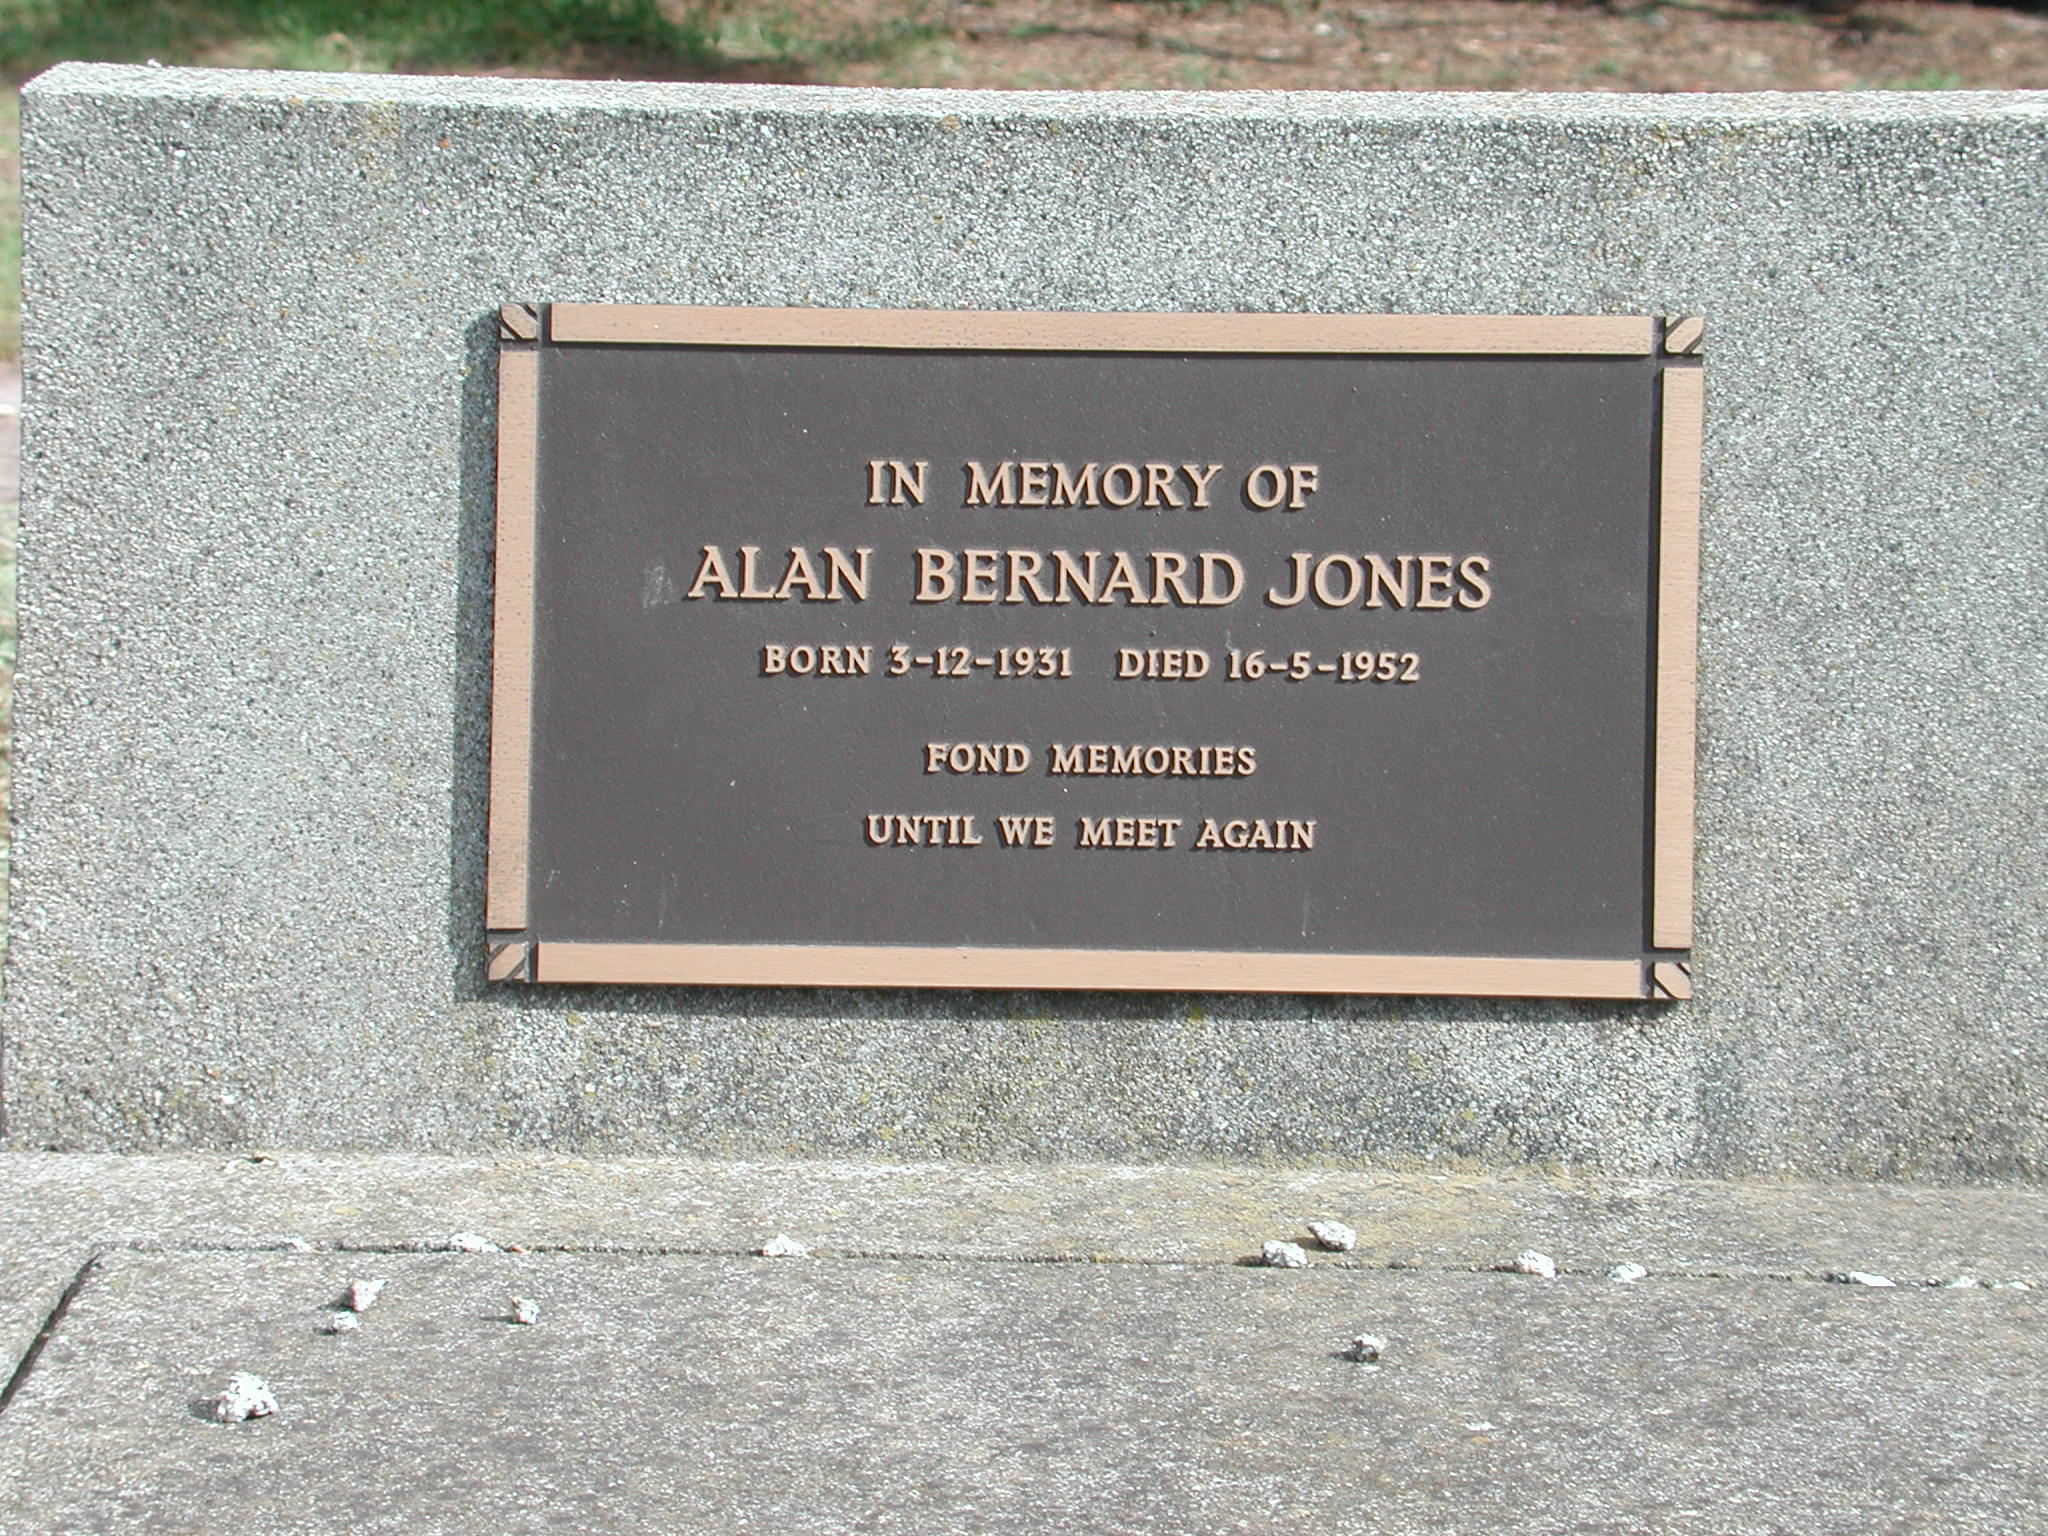 IN MEMORY OF
ALAN BERNARD JONES
BORN 3-12-1931 DIED 16-5-1952
FOND MEMORIES
UNTIL WE MEET AGAIN